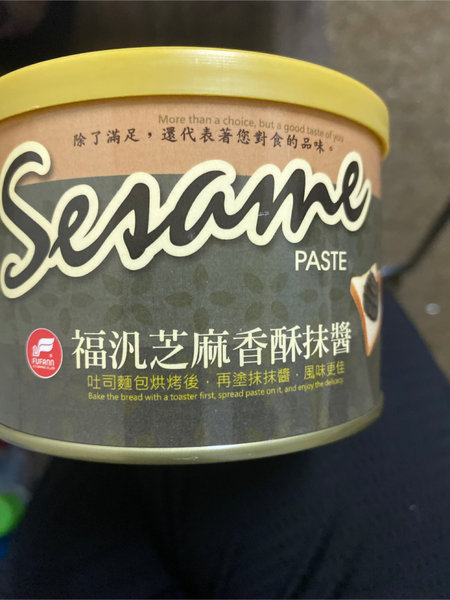 More than a choice, but a good taste of you
除了滿足，還代表著您對食的品味。
Sesame
PASTE
FUFANN
福汎芝麻香酥抹醬
吐司麵包烘烤後，再塗抹抹醬，風味更佳
Bake the bread with a toaster first, spread paste on it, and enjoy the delicacy.